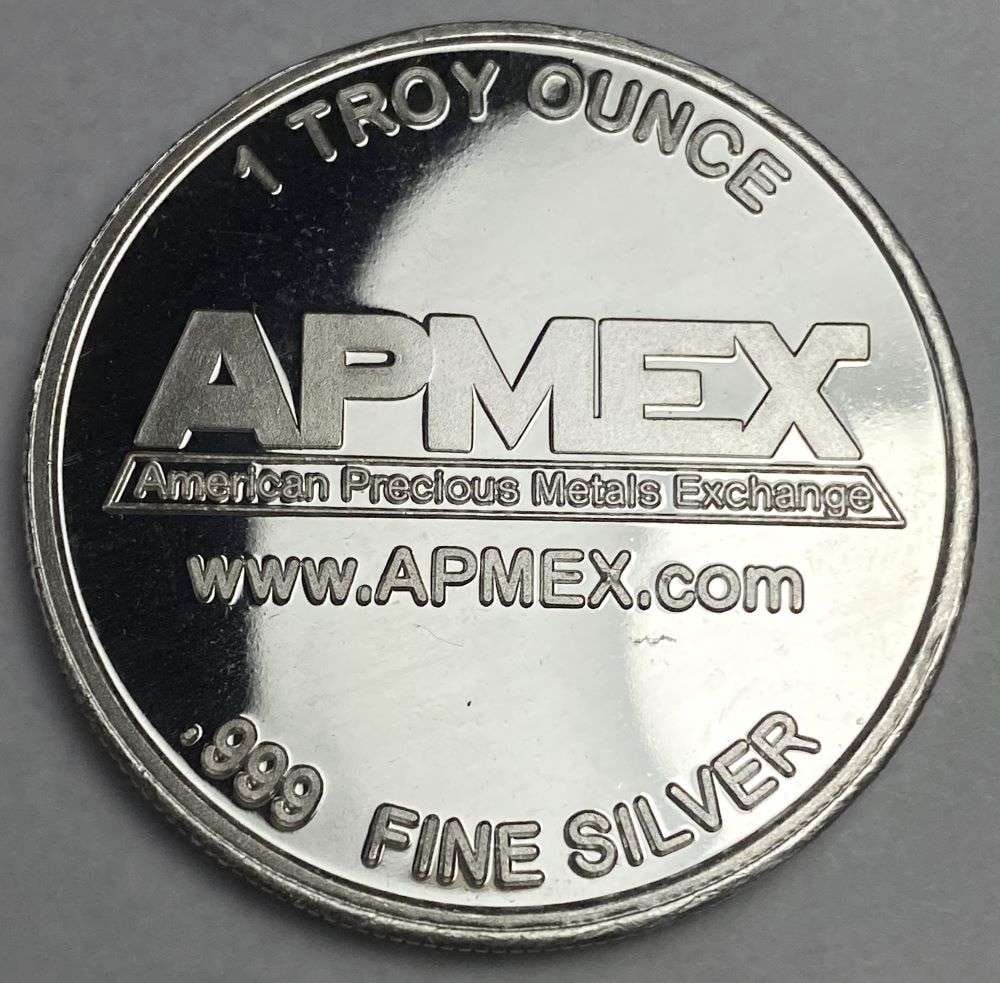 1 TROY OUNCE
APMEX
American Precious Metals Exchange
www.APMEX.com
.999 FINE SILVER